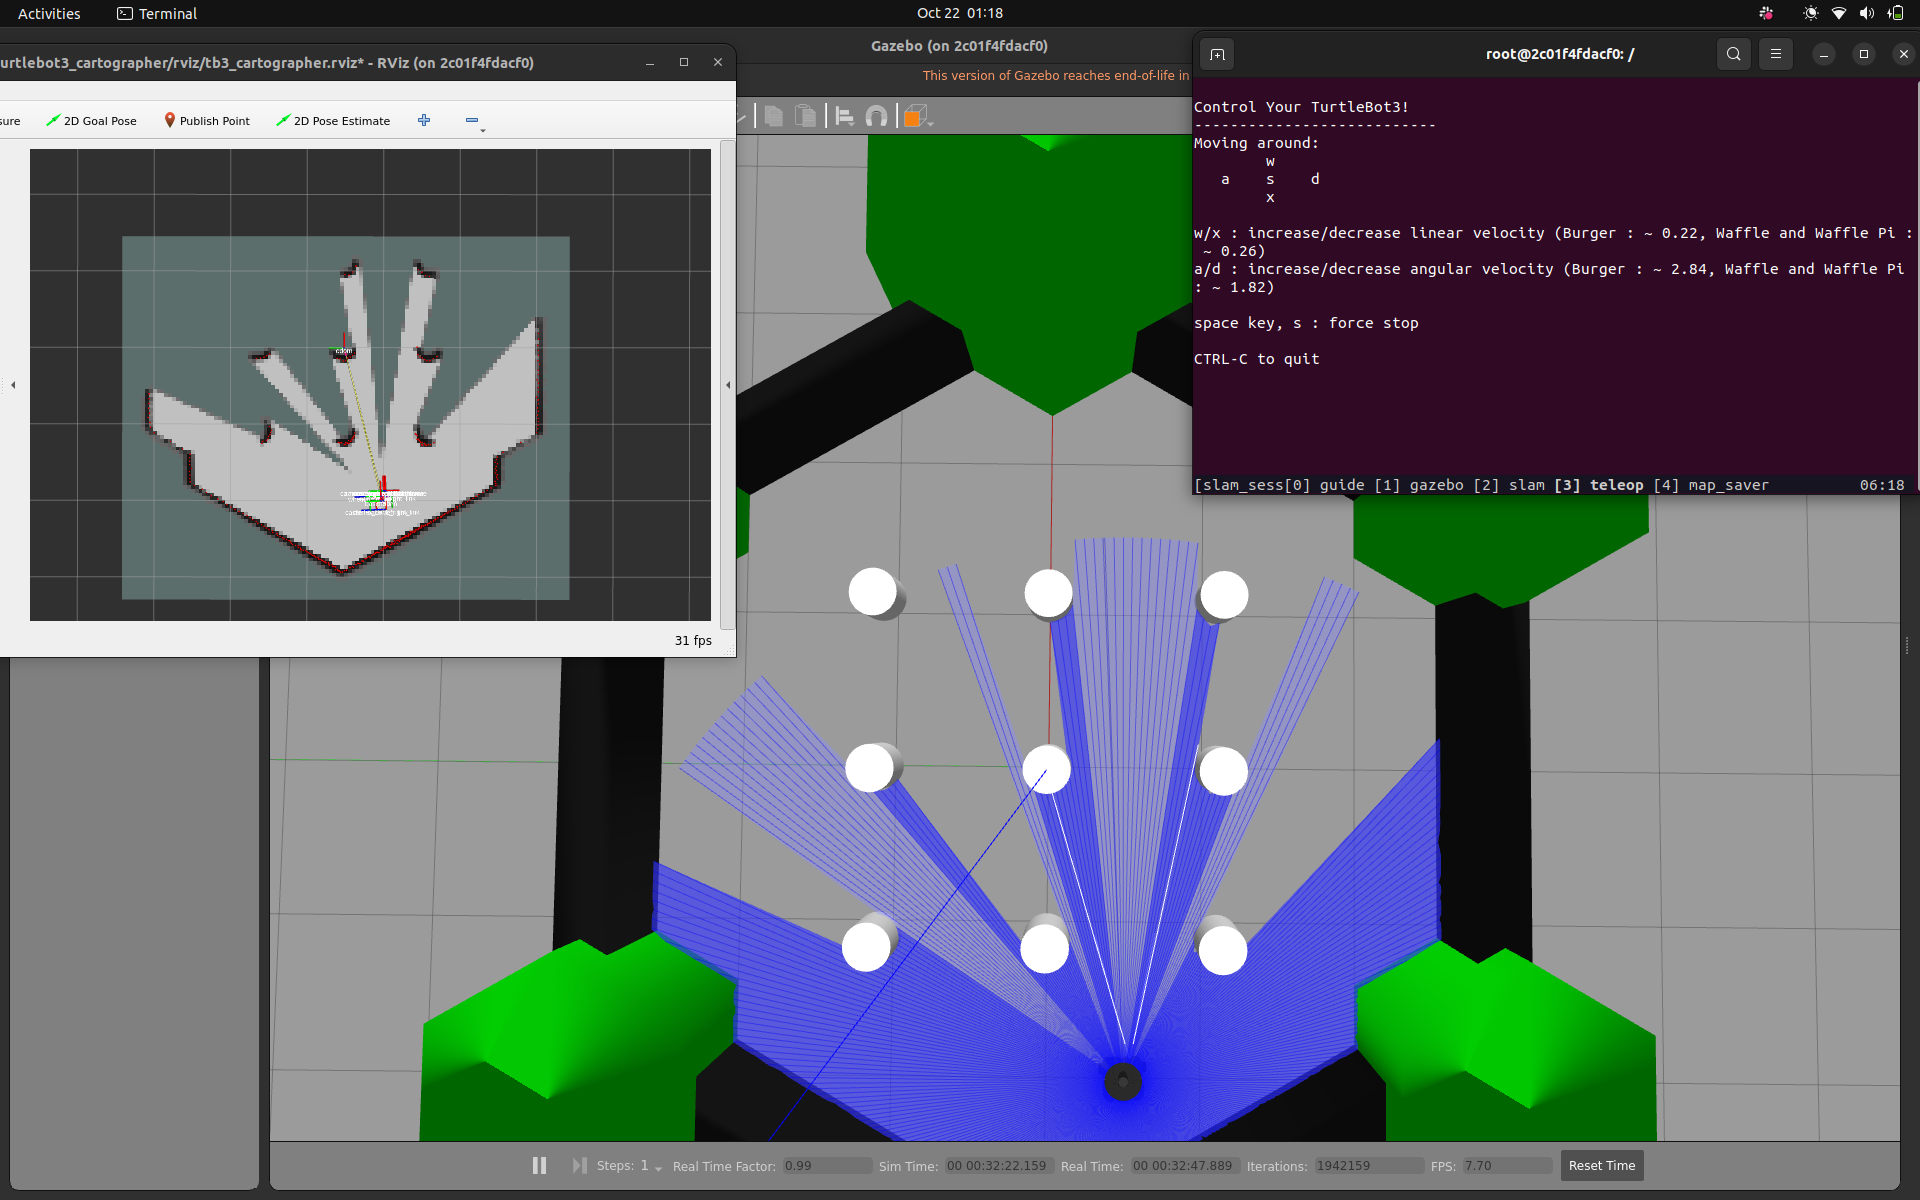 Activities
Terminal
Oct 22 01:18
Gazebo (on 2c01f4fdacf0)
This version of Gazebo reaches end-of-life in
urtlebot3_cartographer/rviz/tb3_cartographer.rviz* - RViz (on 2c01f4fdacf0)
sure
2D Goal Pose
Publish Point
2D Pose Estimate
odom
31 fps
root@2c01f4fdacf0: /
Control Your TurtleBot3!
---------------------------
Moving around:
w
a s d
x
w/x : increase/decrease linear velocity (Burger : ~ 0.22, Waffle and Waffle Pi :
~ 0.26)
a/d : increase/decrease angular velocity (Burger : ~ 2.84, Waffle and Waffle Pi
: ~ 1.82)
space key, s : force stop
CTRL-C to quit
[slam_sess[0] guide [1] gazebo [2] slam [3] teleop [4] map_saver 06:18
Steps: 1
Real Time Factor: 0.99
Sim Time: 00 00:32:22.159
Real Time: 00 00:32:47.889
Iterations: 1942159
FPS: 7.70
Reset Time